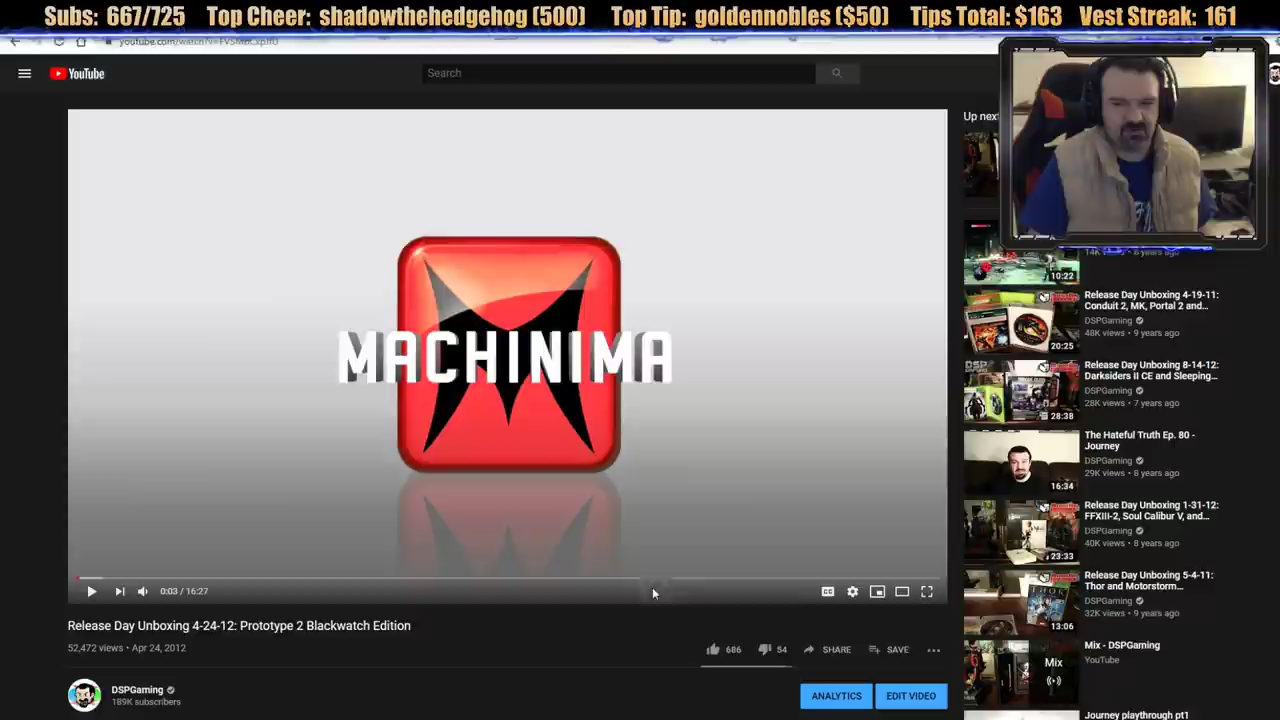 Subs: 667/725 Top Cheer: shadowthehedgehog (500) Top Tip: goldennobles ($50) Tips Total: $163 Vest Streak: 161
YouTube
Search
MACHINIMA
0:03 / 16:27
Release Day Unboxing 4-24-12: Prototype 2 Blackwatch Edition
52,472 views • Apr 24, 2012
686
54
SHARE
SAVE
DSPGaming
189K subscribers
ANALYTICS
EDIT VIDEO
Up next
10:22
Release Day Unboxing 4-19-11:
Conduit 2, MK, Portal 2 and...
DSPGaming
48K views • 9 years ago
20:25
Release Day Unboxing 8-14-12:
Darksiders II CE and Sleeping...
DSPGaming
28K views • 7 years ago
28:38
The Hateful Truth Ep. 80 -
Journey
DSPGaming
29K views • 8 years ago
16:34
Release Day Unboxing 1-31-12:
FFXIII-2, Soul Calibur V, and...
DSPGaming
40K views • 8 years ago
23:33
Release Day Unboxing 5-4-11:
Thor and Motorstorm...
DSPGaming
32K views • 9 years ago
13:06
THOR
Mix - DSPGaming
YouTube
Mix
Journey playthrough pt1